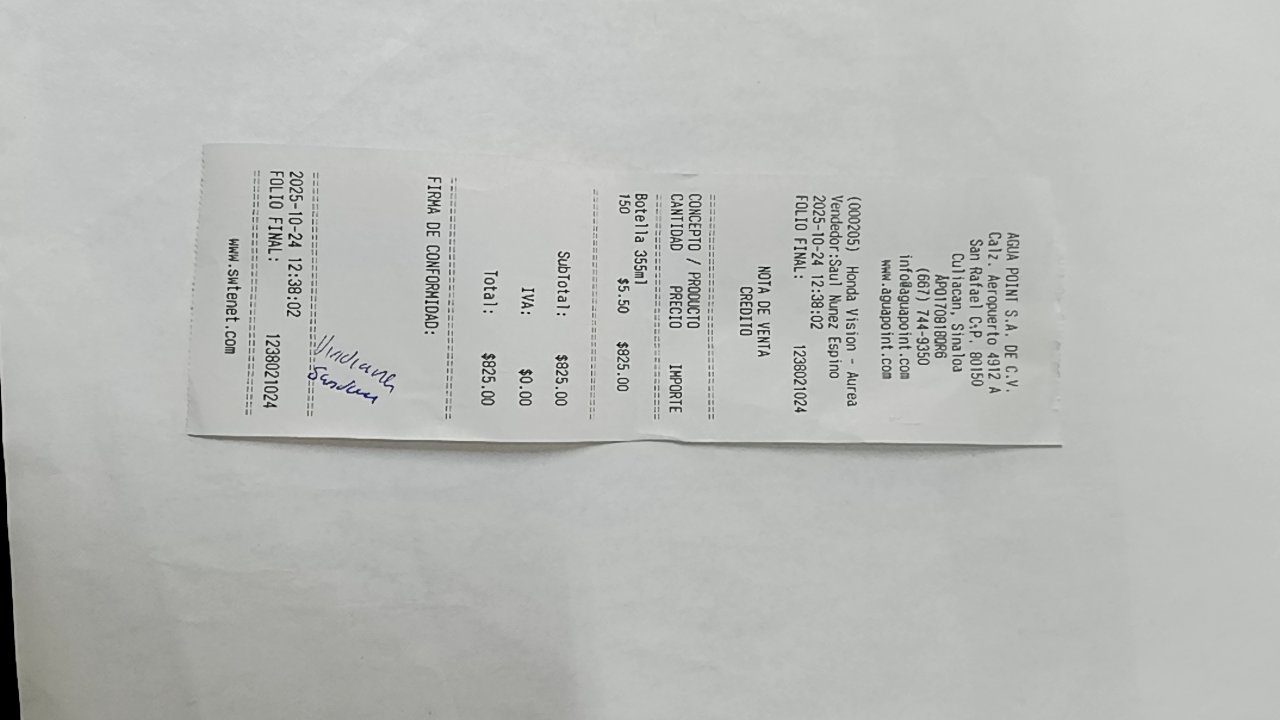 AGUA POINT S.A. DE C.V.
Calz. Aeropuerto 4912 A
San Rafael C.P. 80150
Culiacan, Sinaloa
APO170818QR6
(667) 744-9350
info@aguapoint.com
www.aguapoint.com
NOTA DE VENTA
CREDITO
(000205) Honda Vision - Aurea
Vendedor:Saul Nunez Espino
2025-10-24 12:38:02
FOLIO FINAL: 1238021024
CONCEPTO / PRODUCTO
CANTIDAD PRECIO IMPORTE
Botella 355ml
150 $5.50 $825.00
SubTotal: $825.00
IVA: $0.00
Total: $825.00
FIRMA DE CONFORMIDAD:
2025-10-24 12:38:02
FOLIO FINAL: 1238021024
www.swtenet.com